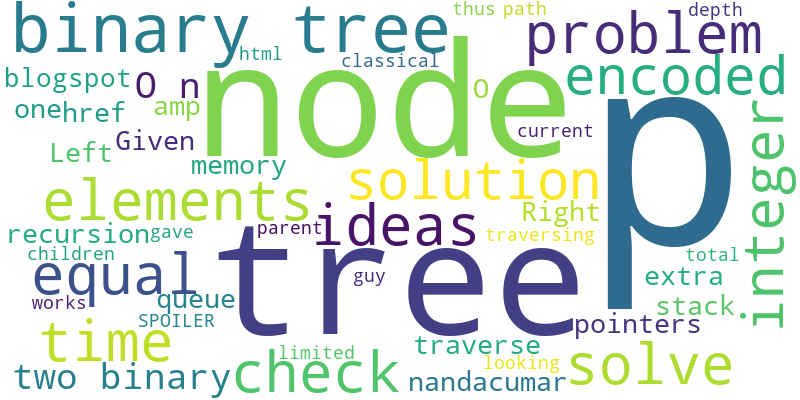 thus path depth
binary tree problem
html classical
blogspot O n node O encoded p
one href amp
Given current
Left memory solution integer
elements ideas Right
recursion gave parent traversing
children tree guy total
equal queue extra
works SPOILER stack
time pointers
limited traverse looking solve
two binary check nandacumar